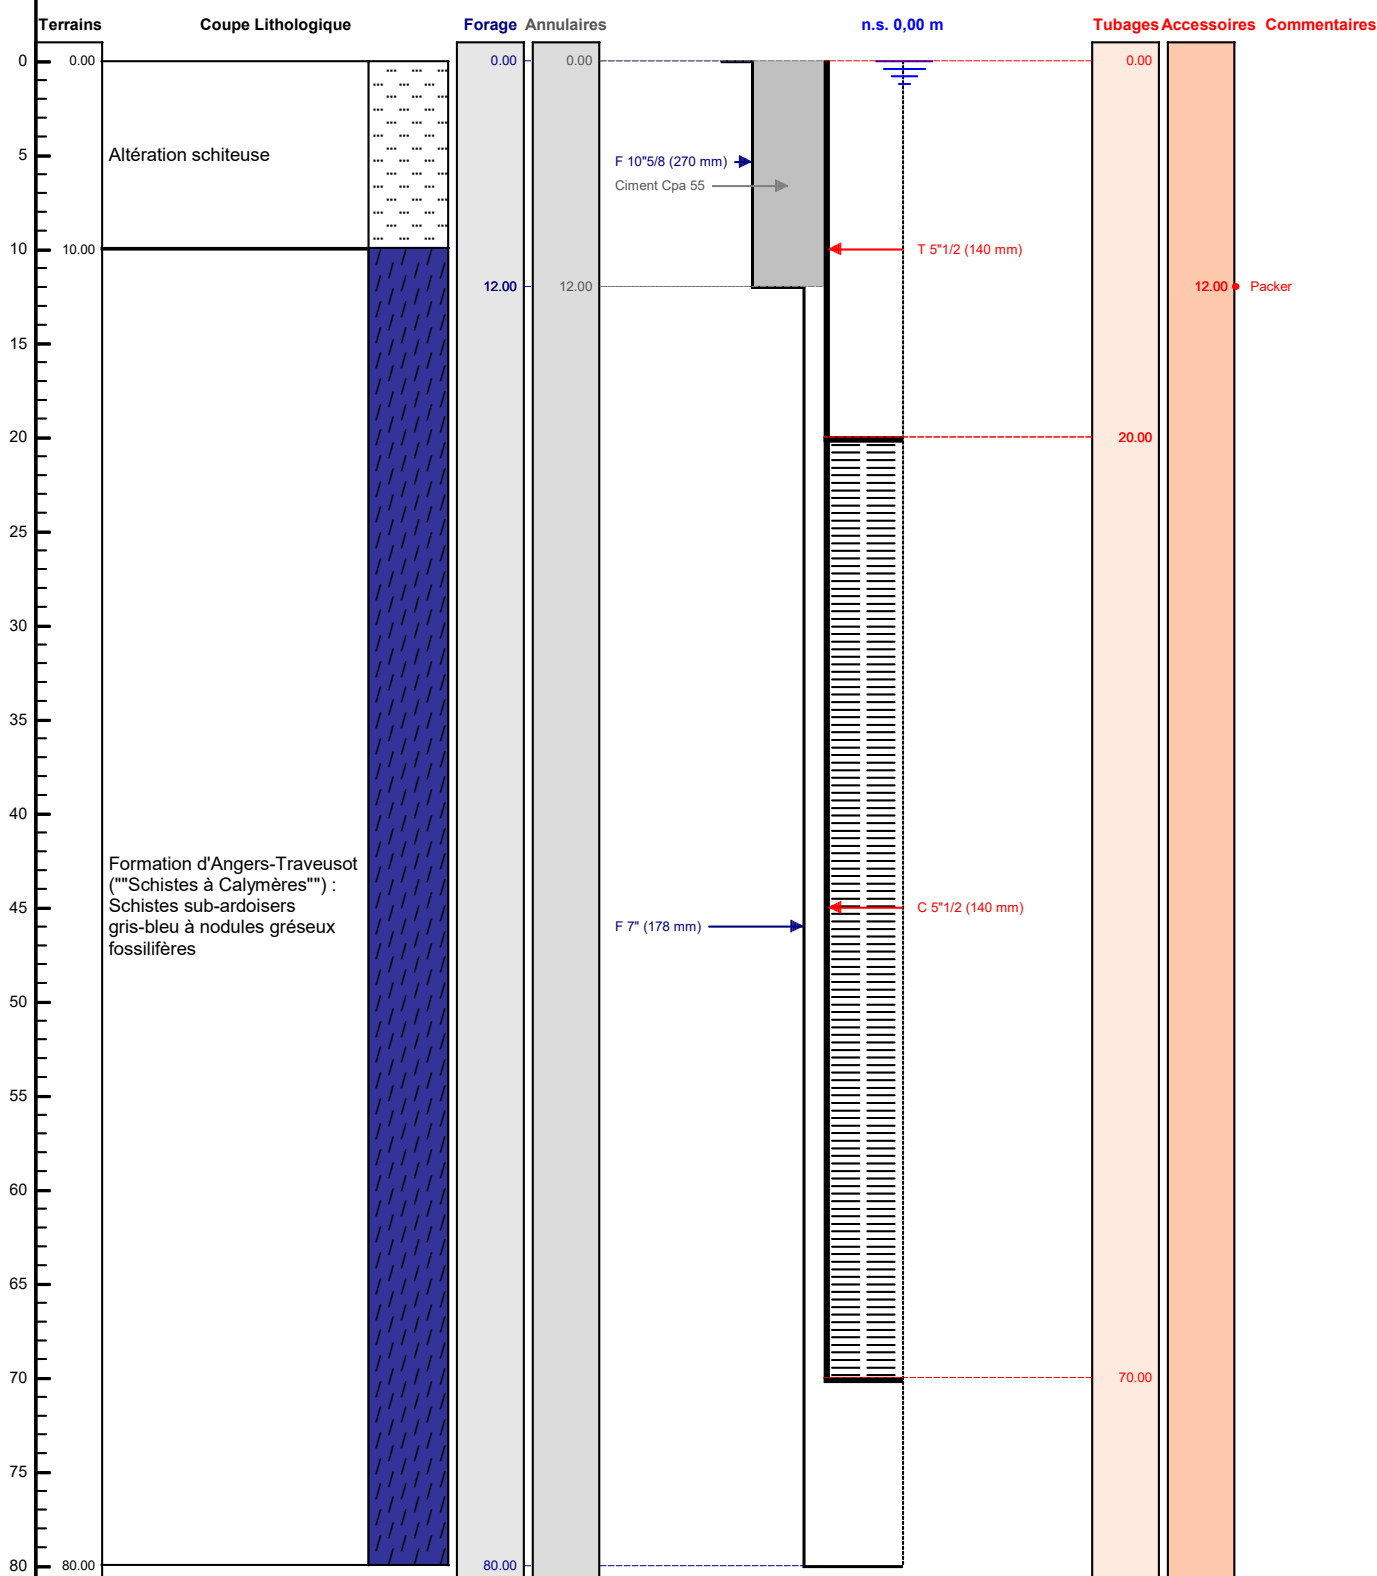 Terrains Coupe Lithologique Forage Annulaires n.s. 0,00 m Tubages Accessoires Commentaires
0 0.00 0.00 0.00 0.00
5 Altération schiteuse F 10"5/8 (270 mm)
Ciment Cpa 55
10 10.00 T 5"1/2 (140 mm)
12.00 12.00 12.00 Packer
15
20 20.00
25
30
35
40
Formation d'Angers-Traveusot
(""Schistes à Calymères"") :
45 Schistes sub-ardoisers C 5"1/2 (140 mm)
gris-bleu à nodules gréseux F 7" (178 mm)
fossilifères
50
55
60
65
70 70.00
75
80 80.00 80.00